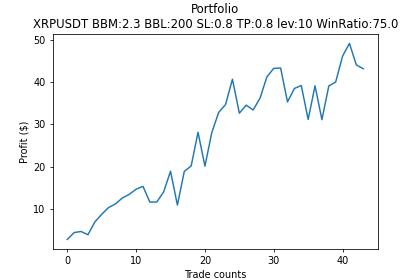 Portfolio
XRPUSDT BBM:2.3 BBL:200 SL:0.8 TP:0.8 lev:10 WinRatio:75.0
50
40
30
20
10
Profit ($)
0
10
20
30
40
Trade counts